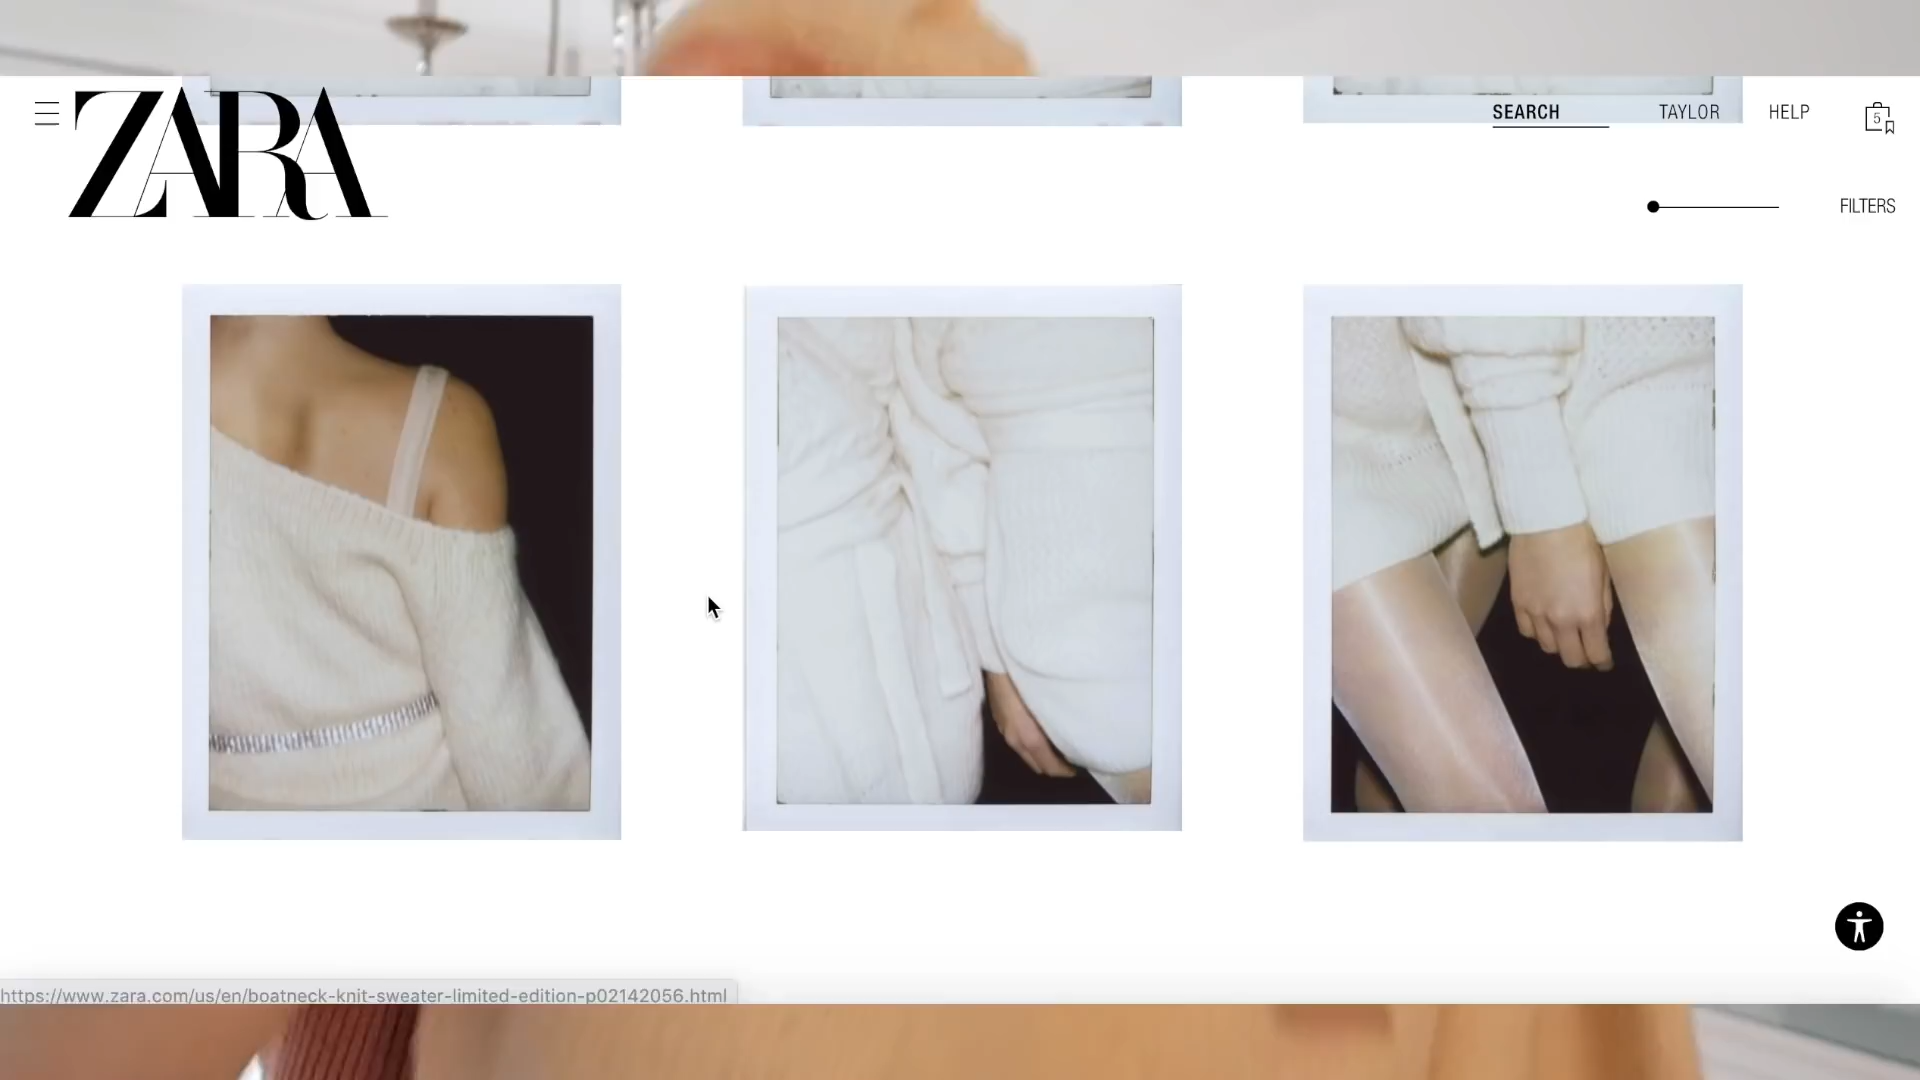 ZARA
SEARCH
TAYLOR
HELP
5
FILTERS
https://www.zara.com/us/en/boatneck-knit-sweater-limited-edition-p02142056.html